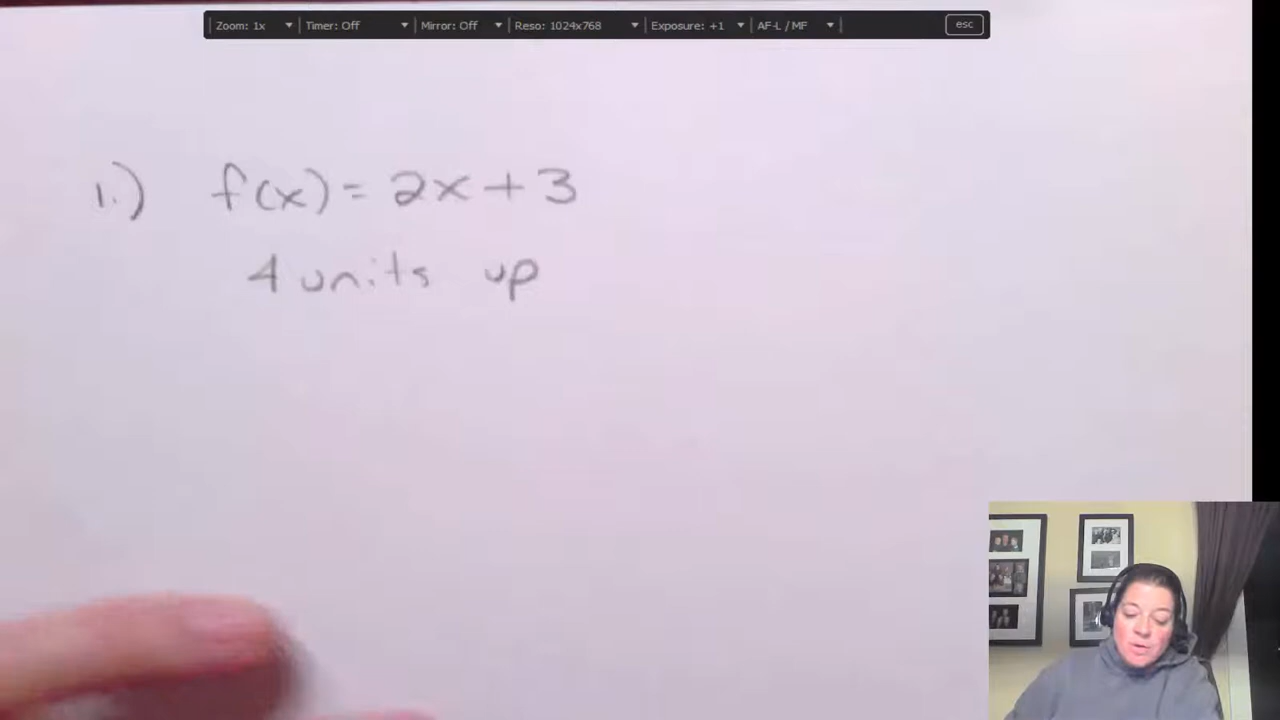 Zoom: 1x Timer: Off Mirror: Off Reso: 1024x768 Exposure: +1 AF-L / MF esc
1.) f(x) = 2x + 3
4 units up